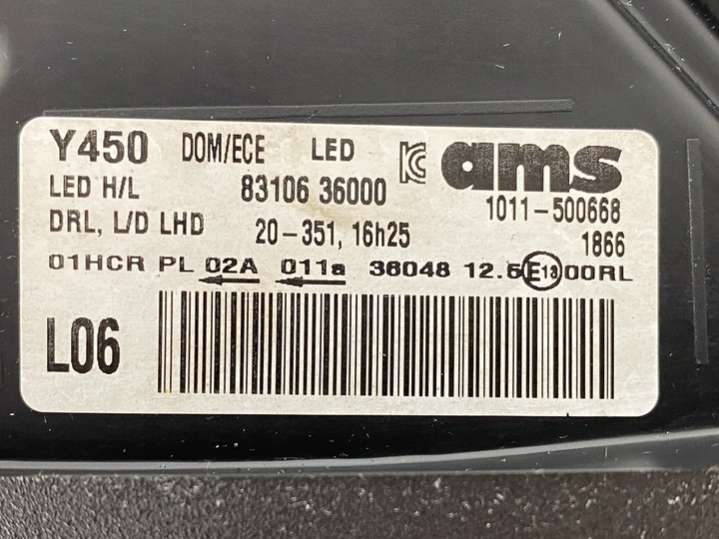 Y450 DOM/ECE LED KC ams
LED H/L 83106 36000 1011-500668
DRL, L/D LHD 20-351, 16h25 1866
01HCR PL 02A 011a 36048 12.5 E13 00RL
L06